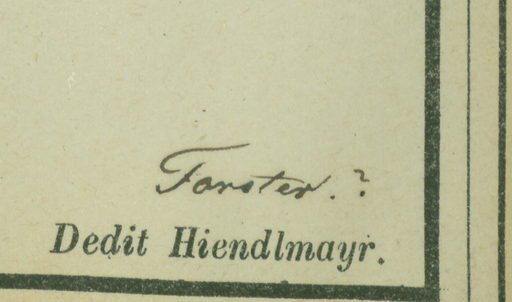 Forster. ?
Dedit Hiendlmayr.